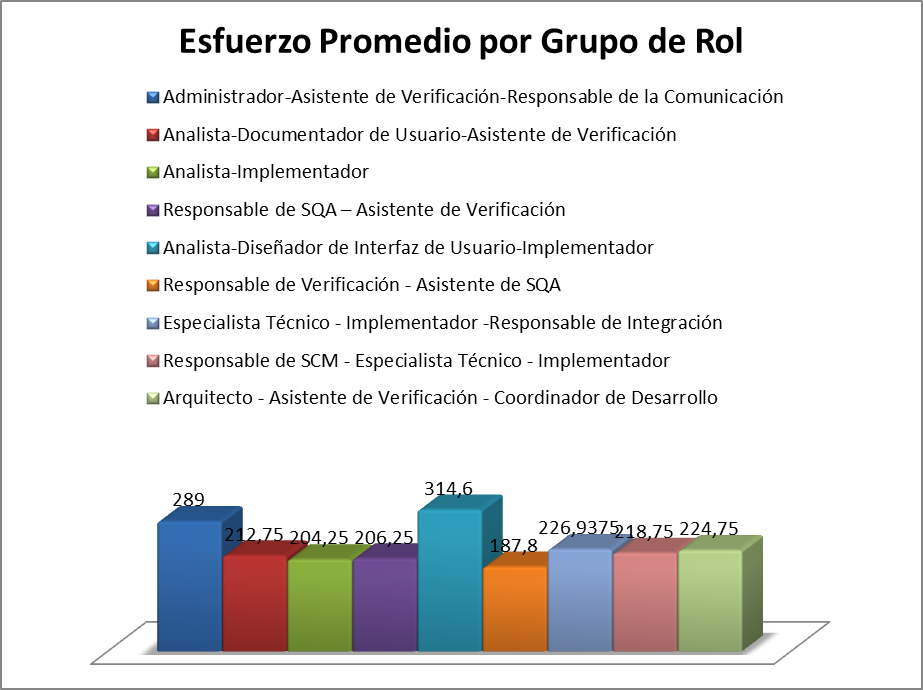 Esfuerzo Promedio por Grupo de Rol
Administrador-Asistente de Verificación-Responsable de la Comunicación
Analista-Documentador de Usuario-Asistente de Verificación
Analista-Implementador
Responsable de SQA – Asistente de Verificación
Analista-Diseñador de Interfaz de Usuario-Implementador
Responsable de Verificación - Asistente de SQA
Especialista Técnico - Implementador -Responsable de Integración
Responsable de SCM - Especialista Técnico - Implementador
Arquitecto - Asistente de Verificación - Coordinador de Desarrollo
289
212,75
204,25
206,25
314,6
187,8
226,9375
218,75
224,75